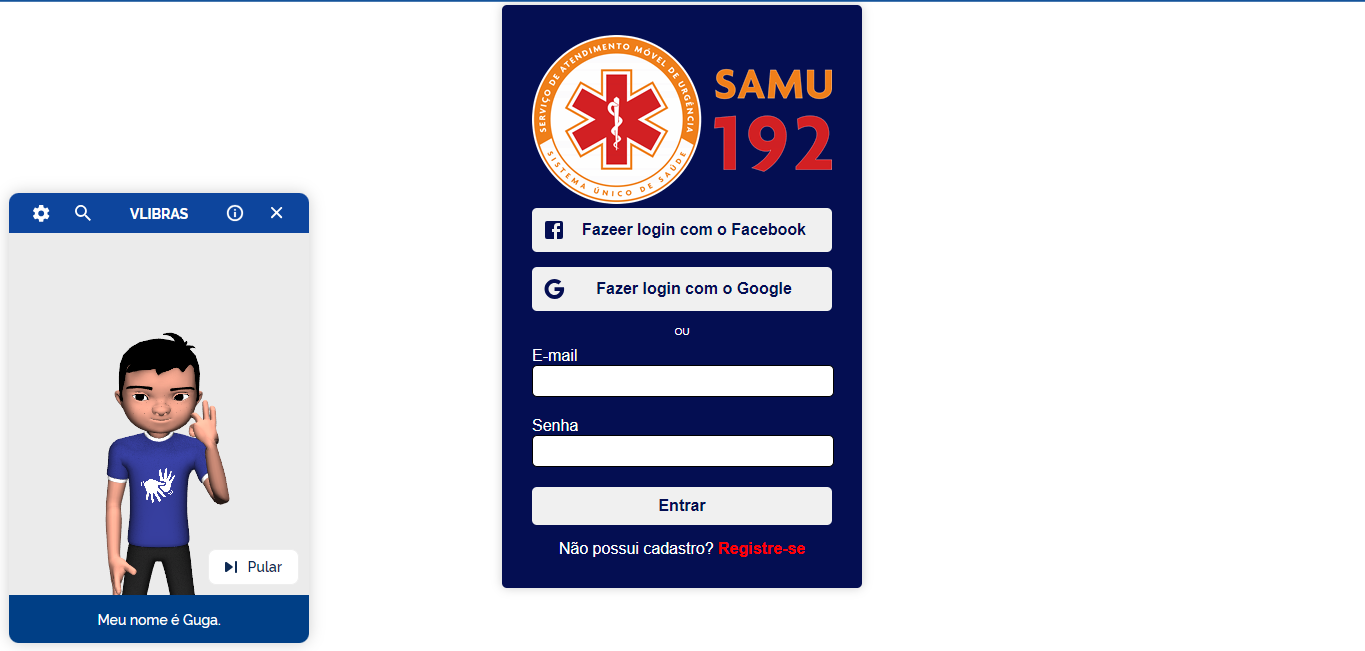 SERVIÇO DE ATENDIMENTO MÓVEL DE URGÊNCIA
SISTEMA ÚNICO DE SAÚDE
SAMU
192
Fazeer login com o Facebook
Fazer login com o Google
OU
E-mail
Senha
Entrar
Não possui cadastro? Registre-se
VLIBRAS
Pular
Meu nome é Guga.